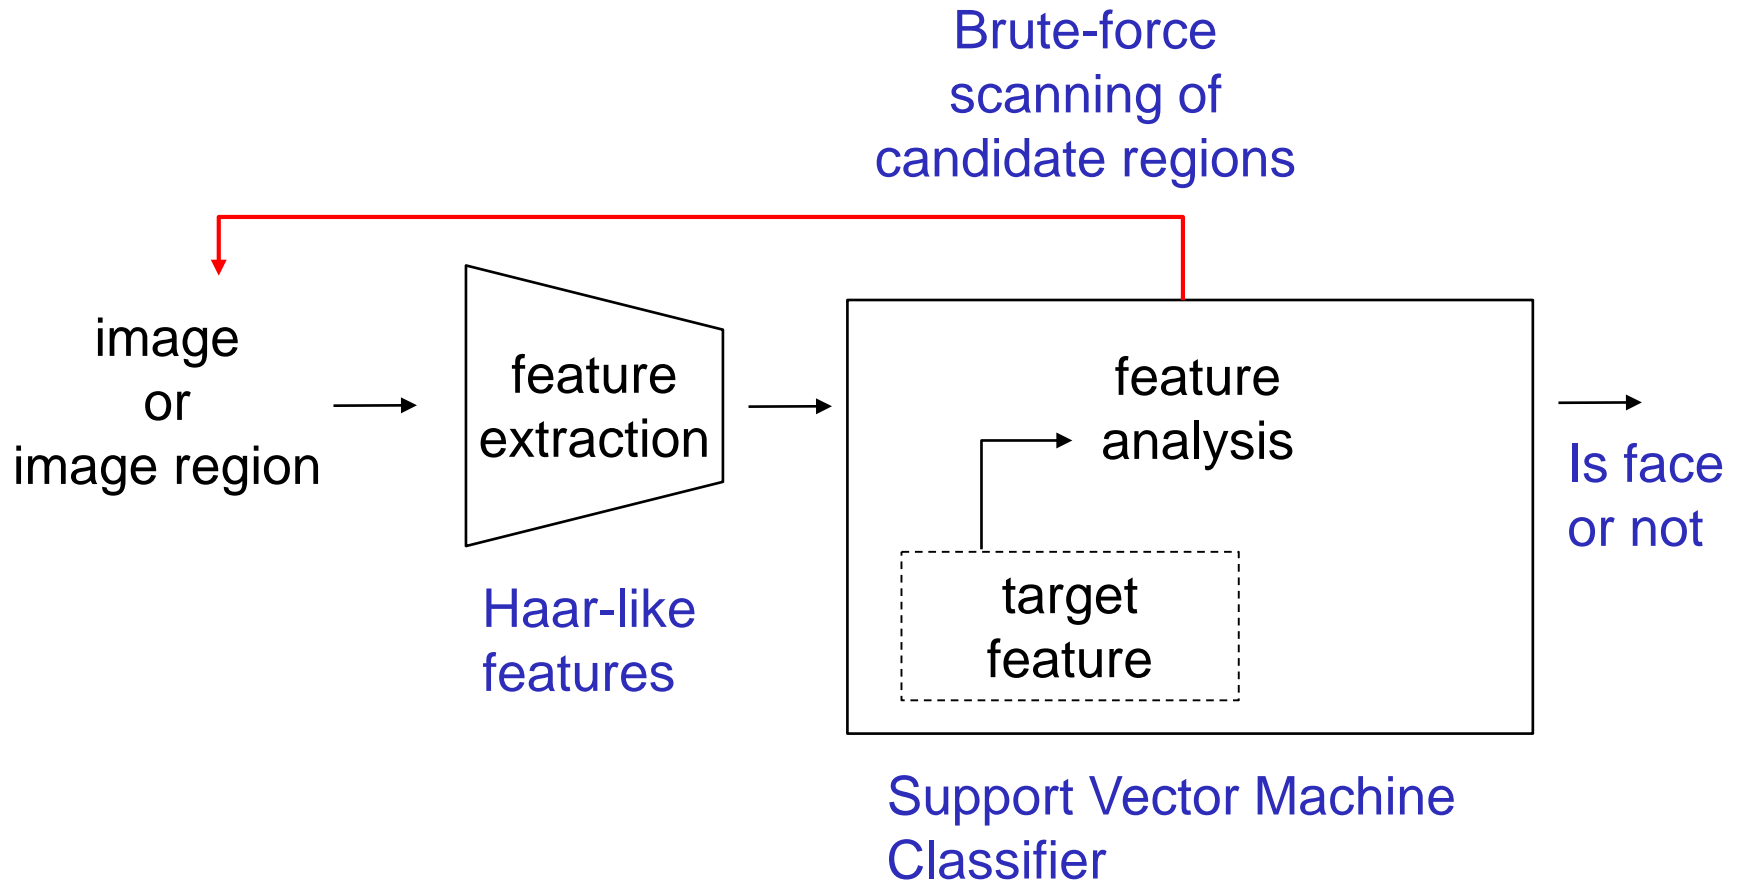 Brute-force
scanning of
candidate regions
image
or
image region
feature
extraction
Haar-like
features
feature
analysis
target
feature
Support Vector Machine
Classifier
Is face
or not